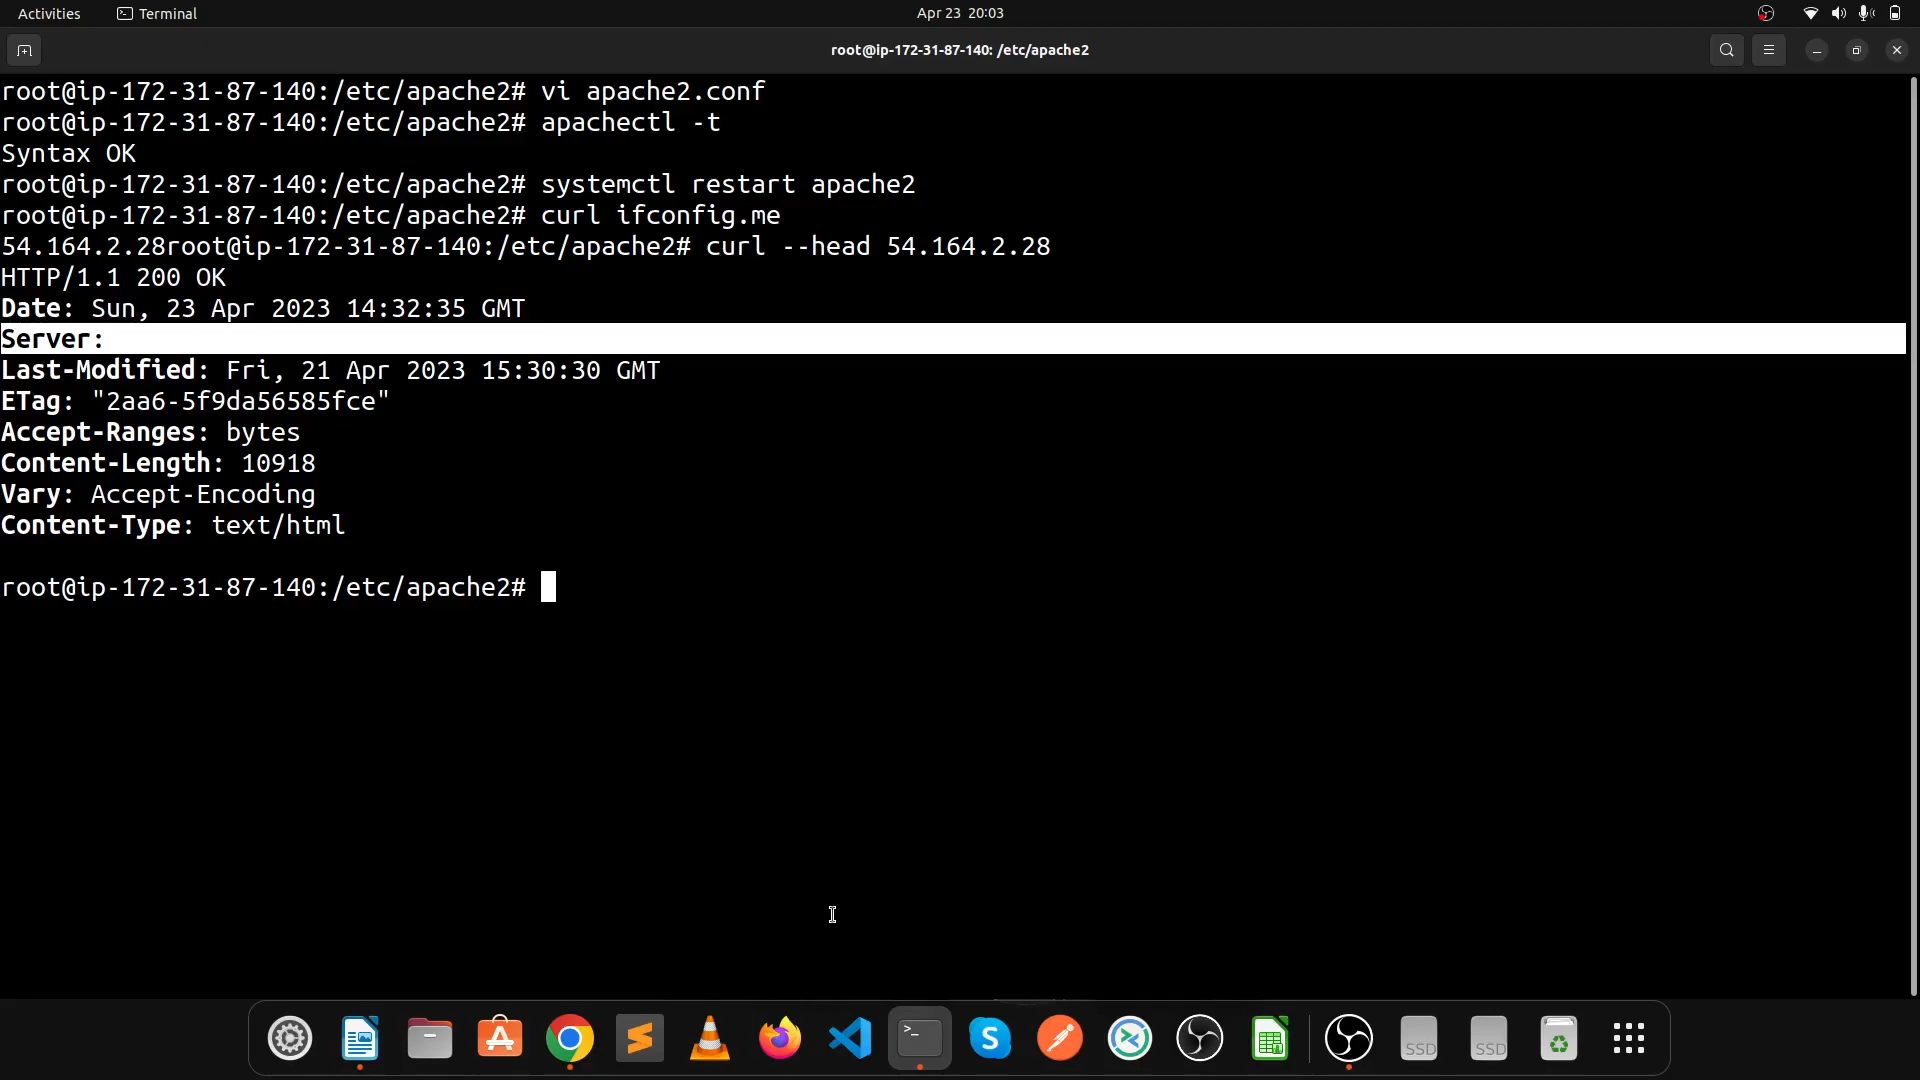 Activities
Terminal
Apr 23 20:03
root@ip-172-31-87-140: /etc/apache2
root@ip-172-31-87-140:/etc/apache2# vi apache2.conf
root@ip-172-31-87-140:/etc/apache2# apachectl -t
Syntax OK
root@ip-172-31-87-140:/etc/apache2# systemctl restart apache2
root@ip-172-31-87-140:/etc/apache2# curl ifconfig.me
54.164.2.28root@ip-172-31-87-140:/etc/apache2# curl --head 54.164.2.28
HTTP/1.1 200 OK
Date: Sun, 23 Apr 2023 14:32:35 GMT
Server:
Last-Modified: Fri, 21 Apr 2023 15:30:30 GMT
ETag: "2aa6-5f9da56585fce"
Accept-Ranges: bytes
Content-Length: 10918
Vary: Accept-Encoding
Content-Type: text/html
root@ip-172-31-87-140:/etc/apache2#
SSD
SSD